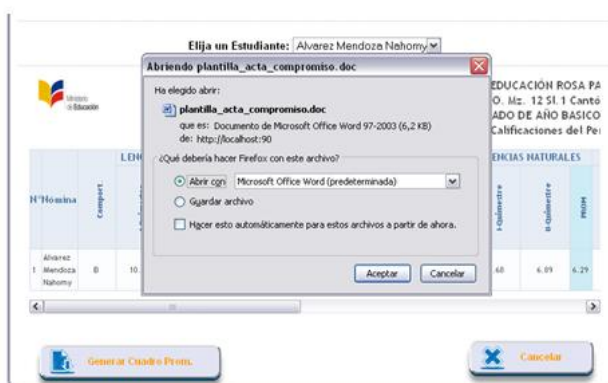 Elija un Estudiante: Alvarez Mendoza Nahomy
Abriendo plantilla_acta_compromiso.doc
Ha elegido abrir:
plantilla_acta_compromiso.doc
que es: Documento de Microsoft Office Word 97-2003 (6,2 KB)
de: http://localhost:90
¿Qué debería hacer Firefox con este archivo?
Abrir con Microsoft Office Word (predeterminada)
Guardar archivo
Hacer esto automáticamente para estos archivos a partir de ahora.
Aceptar Cancelar
Ministerio
de Educación
EDUCACIÓN ROSA PA
O. Mz. 12 Sl. 1 Cantó
ADO DE AÑO BASICO
Calificaciones del Pe
LEN
ENCIAS NATURALES
N° Nómina
Comport.
I-Quimestre
II-Quimestre
PROM
1 Alvarez Mendoza Nahomy B 10. .60 6.09 6.29
Generar Cuadro Prom.
Cancelar